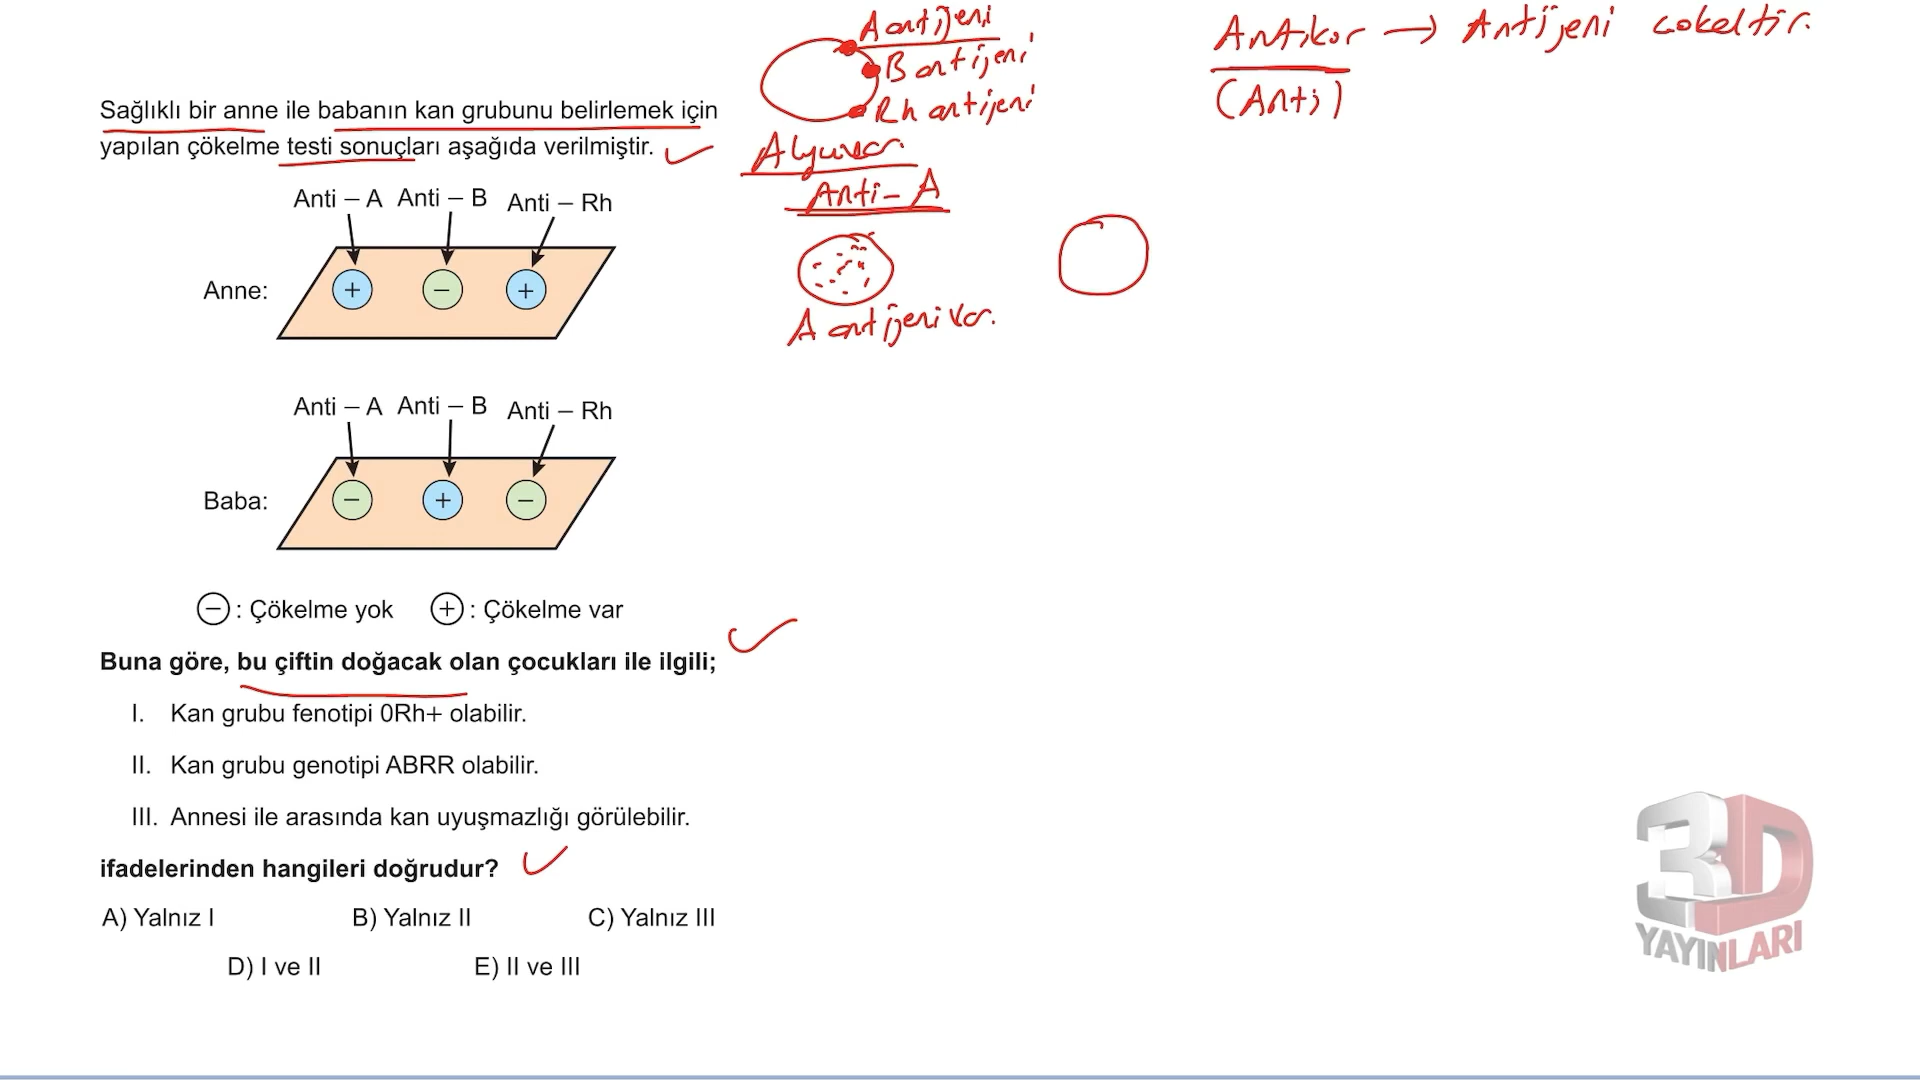 A antijeni
B antijeni
Rh antijeni
Alyuvar
Antikor → Antijeni çökeltir.
(Anti)
Sağlıklı bir anne ile babanın kan grubunu belirlemek için
yapılan çökelme testi sonuçları aşağıda verilmiştir.
Anti – A
A antijeni var.
Anti – A Anti – B Anti – Rh
Anne: + − +
Anti – A Anti – B Anti – Rh
Baba: − + −
− : Çökelme yok + : Çökelme var
Buna göre, bu çiftin doğacak olan çocukları ile ilgili;
I. Kan grubu fenotipi 0Rh+ olabilir.
II. Kan grubu genotipi ABRR olabilir.
III. Annesi ile arasında kan uyuşmazlığı görülebilir.
ifadelerinden hangileri doğrudur?
A) Yalnız I B) Yalnız II C) Yalnız III
D) I ve II E) II ve III
3D
YAYINLARI